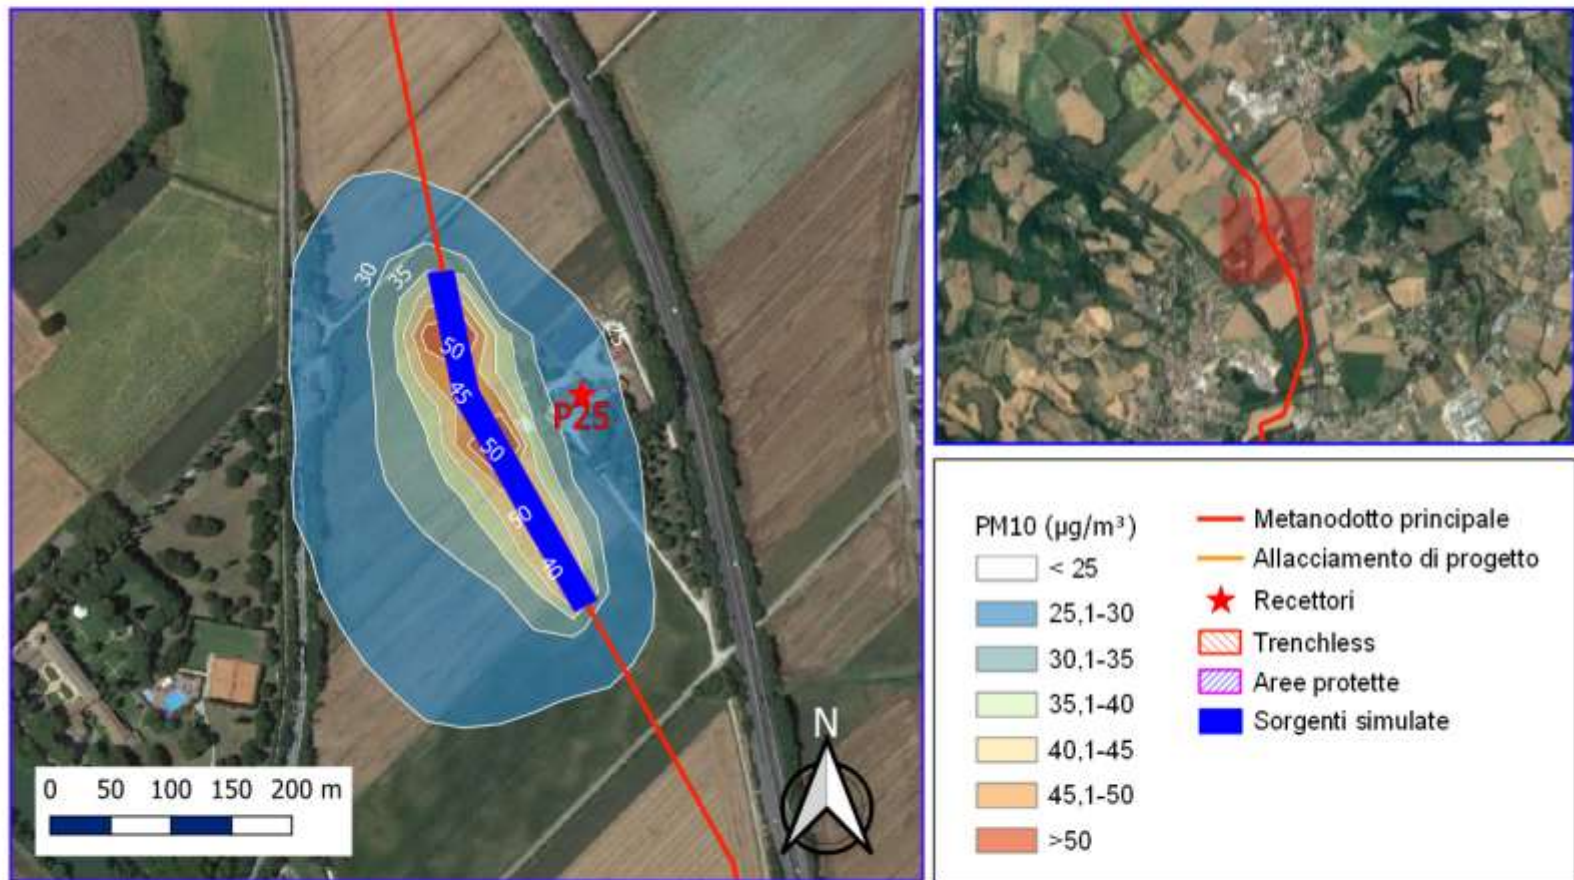 30
35
25
50
45
P25
50
50
40
N
0 50 100 150 200 m
PM10 (µg/m³)
< 25
25,1-30
30,1-35
35,1-40
40,1-45
45,1-50
>50
Metanodotto principale
Allacciamento di progetto
Recettori
Trenchless
Aree protette
Sorgenti simulate